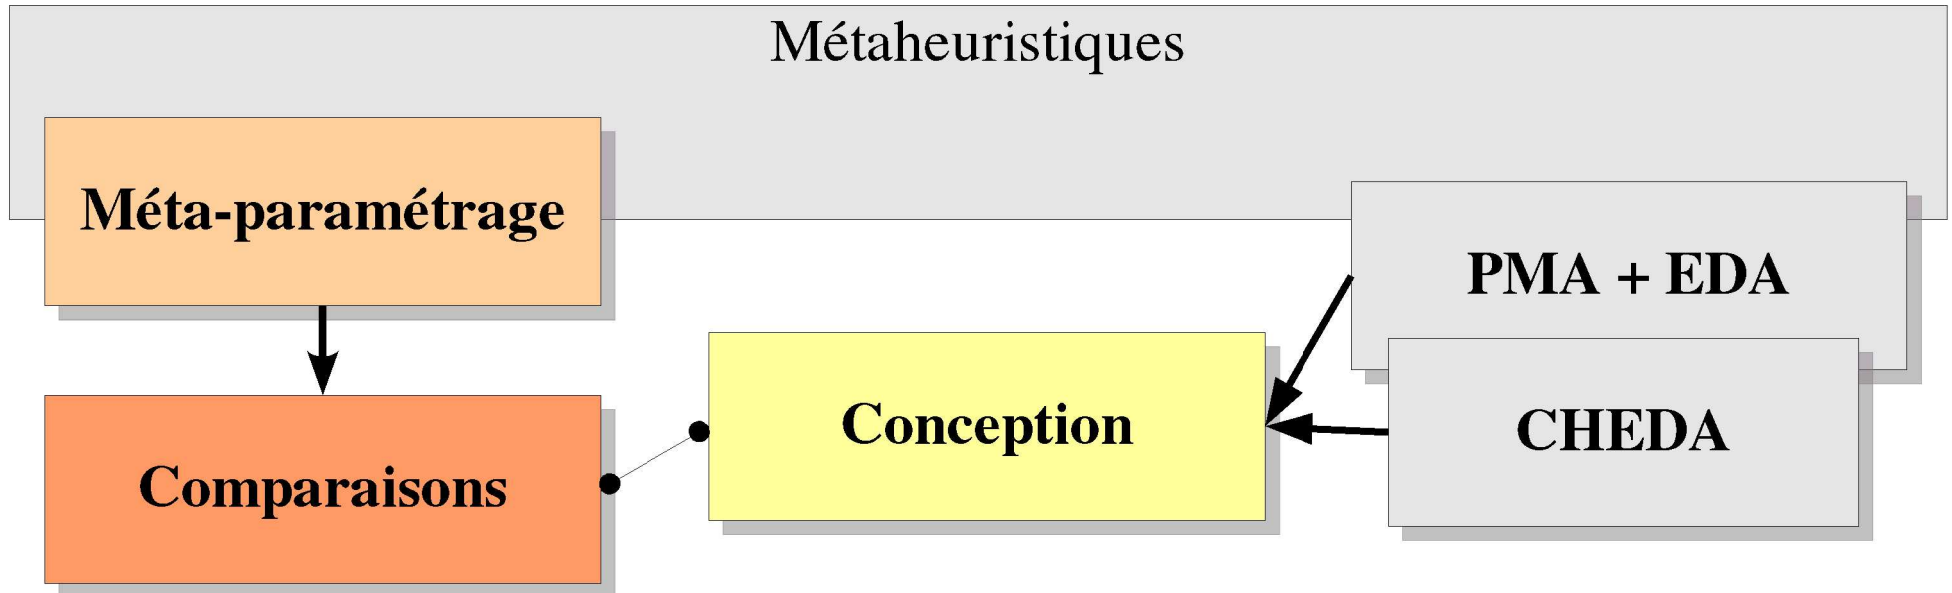 Métaheuristiques
Méta-paramétrage
PMA + EDA
Conception
CHEDA
Comparaisons